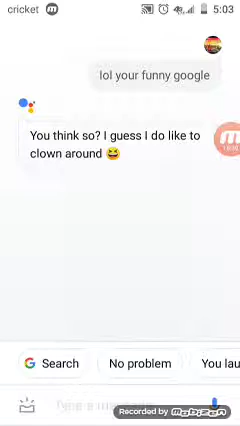 cricket
4G
5:03
lol your funny google
You think so? I guess I do like to
clown around 😆
Search
No problem
You lau
Recorded by Mobizen